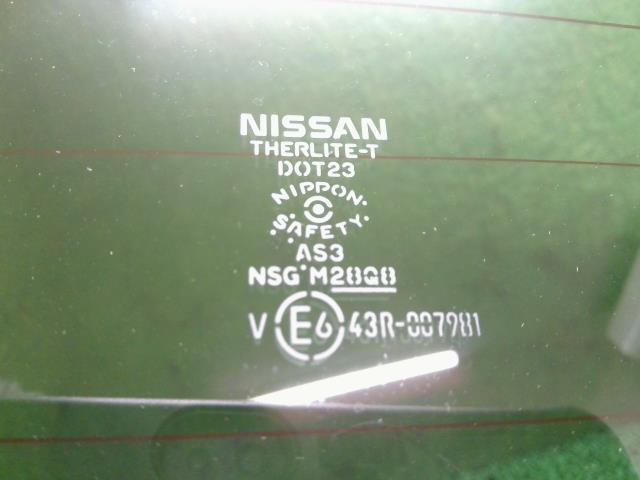 NISSAN
THERLITE-T
DOT23
NIPPON.
.SAFETY.
.AS3
NSG M28Q8
V E6 43R-007981